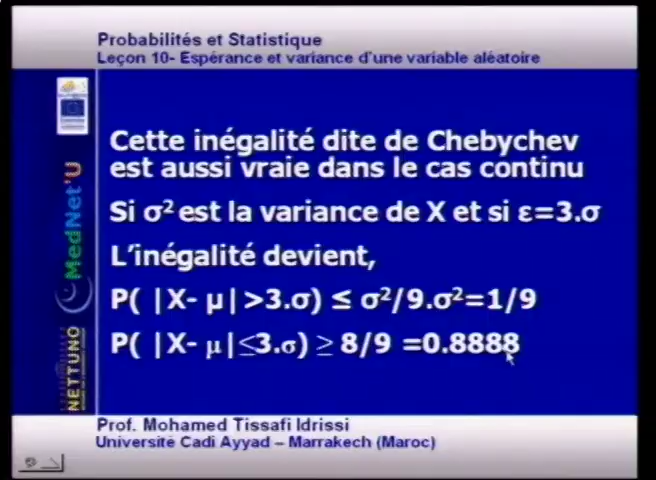 Probabilités et Statistique
Leçon 10- Espérance et variance d'une variable aléatoire
Cette inégalité dite de Chebychev
est aussi vraie dans le cas continu
Si σ² est la variance de X et si ε=3.σ
L'inégalité devient,
P( |X- μ|>3.σ) ≤ σ²/9.σ²=1/9
P( |X- μ|≤3.σ) ≥ 8/9 =0.8888
MedNet'U
NETTUNO
Prof. Mohamed Tissafi Idrissi
Université Cadi Ayyad – Marrakech (Maroc)